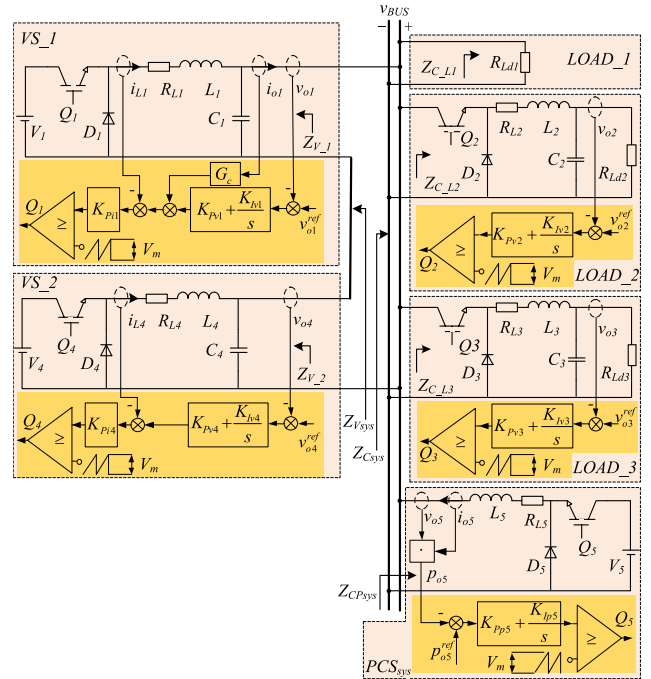 v_BUS
− +
VS_1
V_1 Q_1 D_1 i_L1 R_L1 L_1 C_1 i_o1 v_o1 Z_V_1
G_c
Q_1 ≥ K_Pi1 - K_Pv1 + K_Iv1/s - v_o1^ref
V_m
VS_2
V_4 Q_4 D_4 i_L4 R_L4 L_4 C_4 v_o4 Z_V_2
Q_4 ≥ K_Pi4 - K_Pv4 + K_Iv4/s - v_o4^ref
V_m
Z_Vsys
Z_Csys
Z_C_L1 R_Ld1 LOAD_1
Q_2 R_L2 L_2 v_o2
Z_C_L2 D_2 C_2 R_Ld2
Q_2 ≥ K_Pv2 + K_Iv2/s - v_o2^ref
V_m LOAD_2
Q_3 R_L3 L_3 v_o3
Z_C_L3 D_3 C_3 R_Ld3
Q_3 ≥ K_Pv3 + K_Iv3/s - v_o3^ref
V_m LOAD_3
v_o5 i_o5 L_5 R_L5 Q_5
· D_5 V_5
Z_CPsys p_o5
- K_Pp5 + K_Ip5/s ≥ Q_5
p_o5^ref V_m
PCS_sys